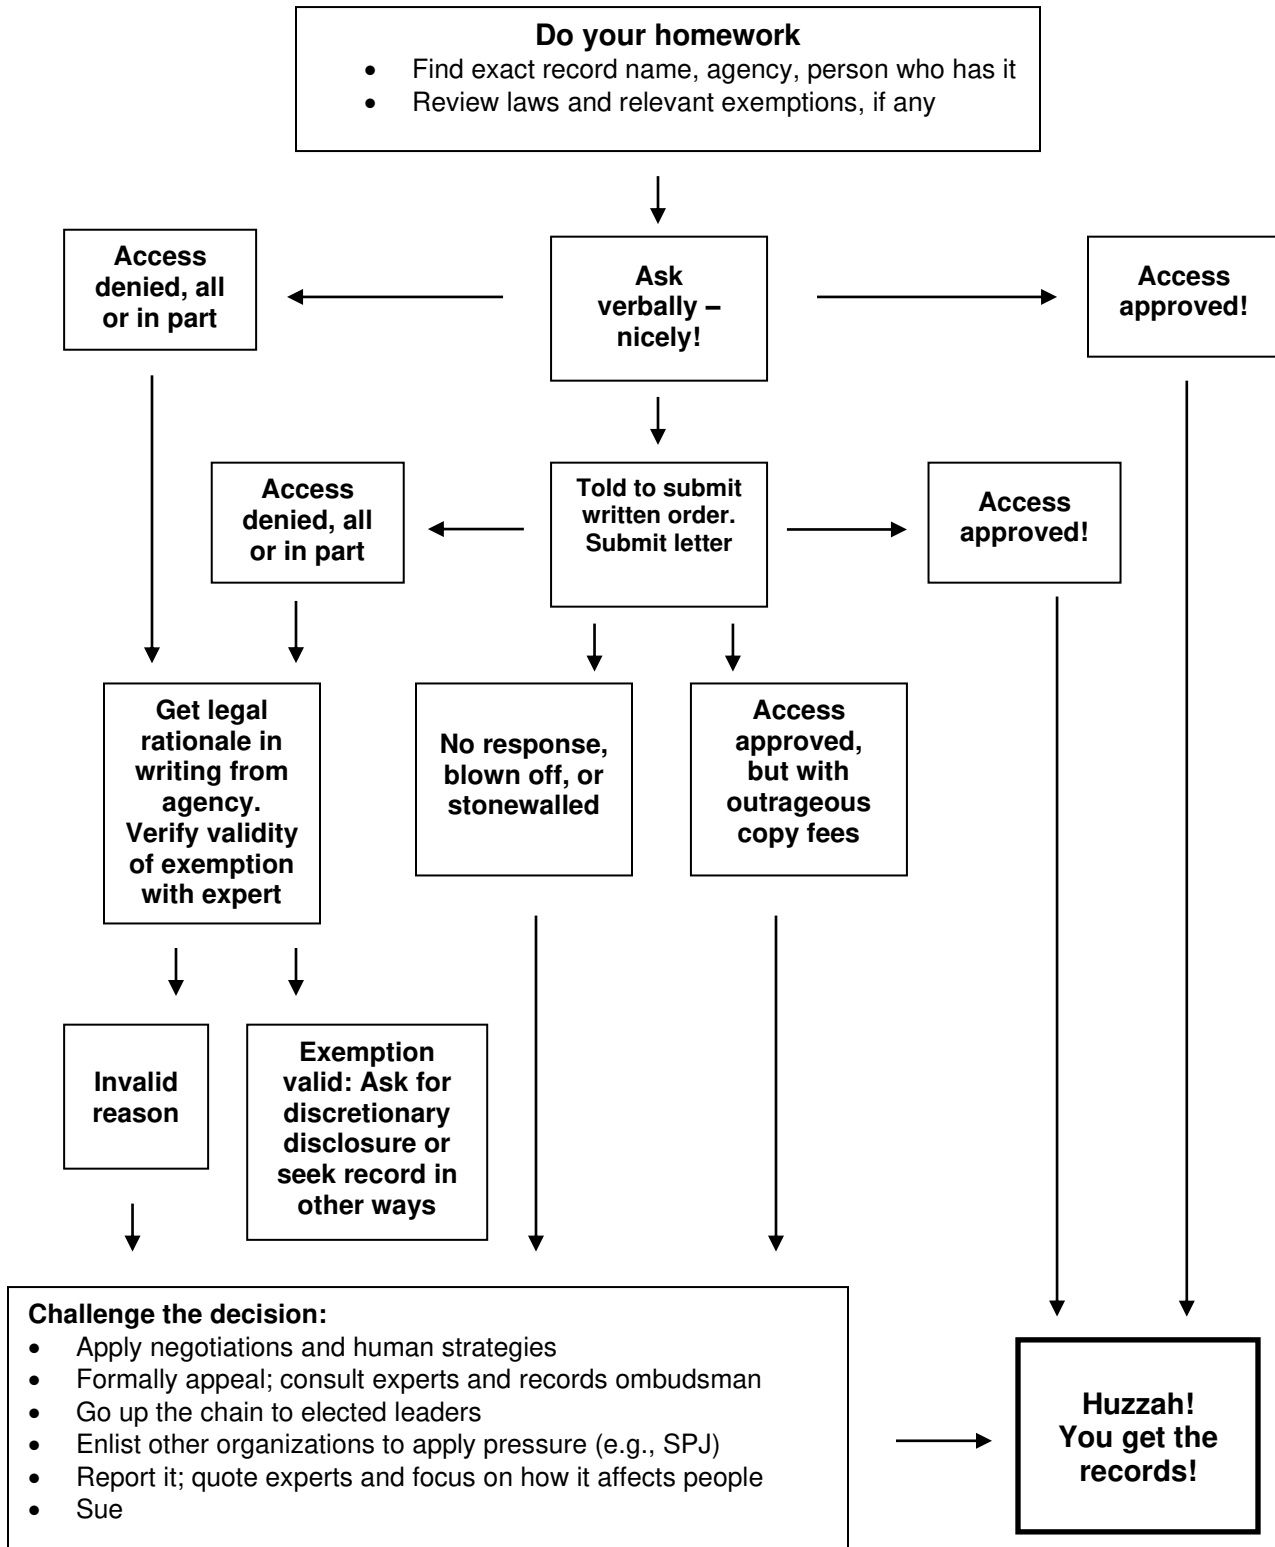 Do your homework
• Find exact record name, agency, person who has it
• Review laws and relevant exemptions, if any
Access
denied, all
or in part
Ask
verbally –
nicely!
Access
approved!
Access
denied, all
or in part
Told to submit
written order.
Submit letter
Access
approved!
Get legal
rationale in
writing from
agency.
Verify validity
of exemption
with expert
No response,
blown off, or
stonewalled
Access
approved,
but with
outrageous
copy fees
Invalid
reason
Exemption
valid: Ask for
discretionary
disclosure or
seek record in
other ways
Challenge the decision:
• Apply negotiations and human strategies
• Formally appeal; consult experts and records ombudsman
• Go up the chain to elected leaders
• Enlist other organizations to apply pressure (e.g., SPJ)
• Report it; quote experts and focus on how it affects people
• Sue
Huzzah!
You get the
records!